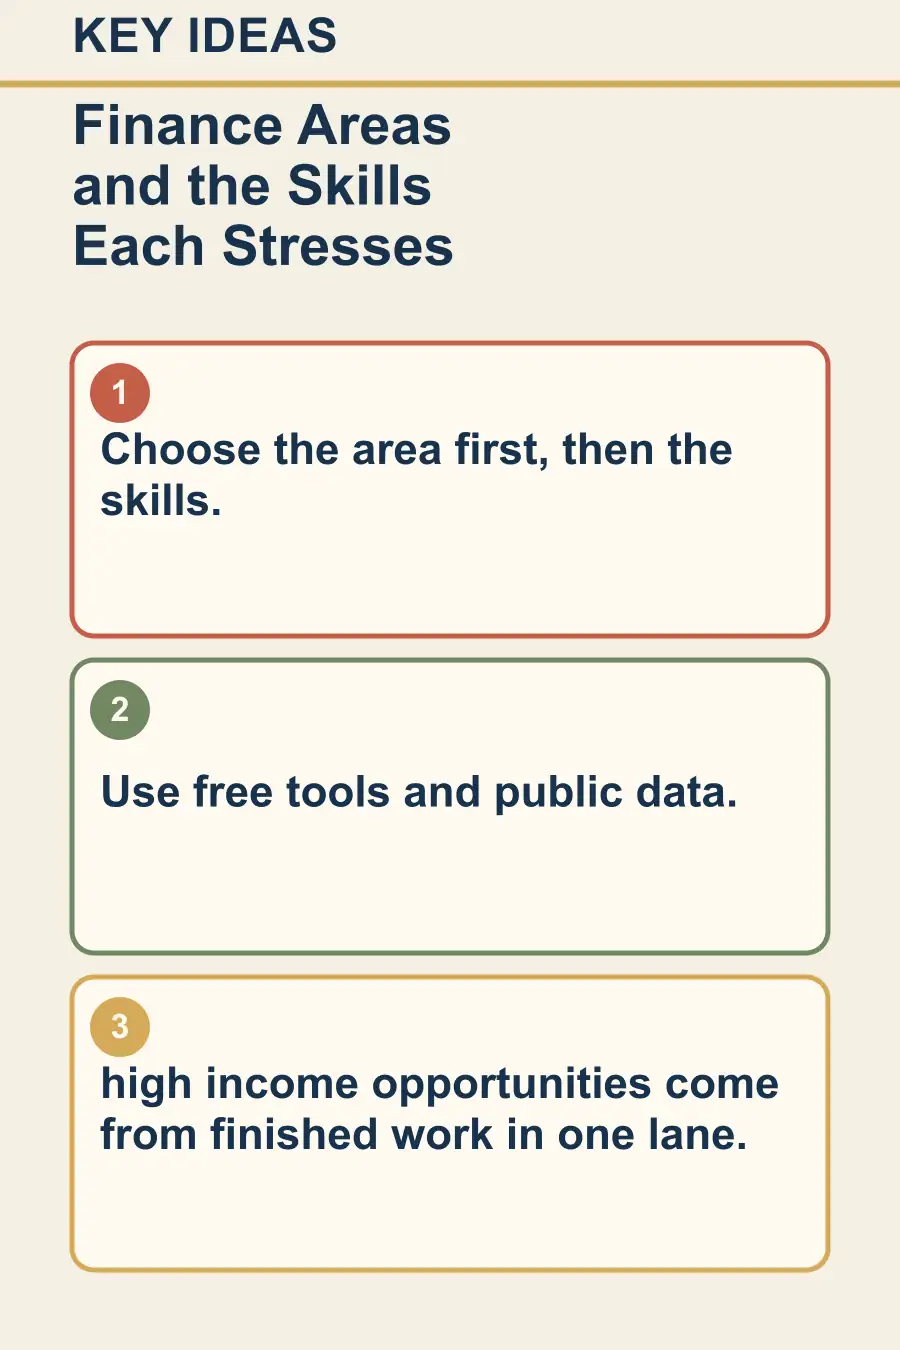 KEY IDEAS
Finance Areas
and the Skills
Each Stresses
1
Choose the area first, then the
skills.
2
Use free tools and public data.
3
high income opportunities come
from finished work in one lane.